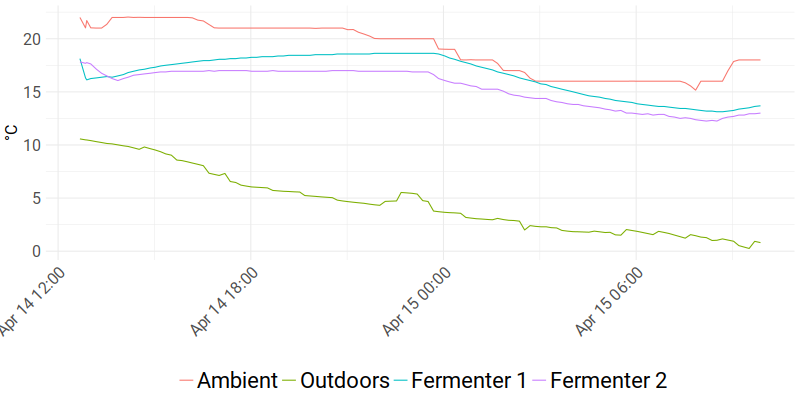 °C
20
15
10
5
0
Apr 14 12:00
Apr 14 18:00
Apr 15 00:00
Apr 15 06:00
Ambient Outdoors Fermenter 1 Fermenter 2